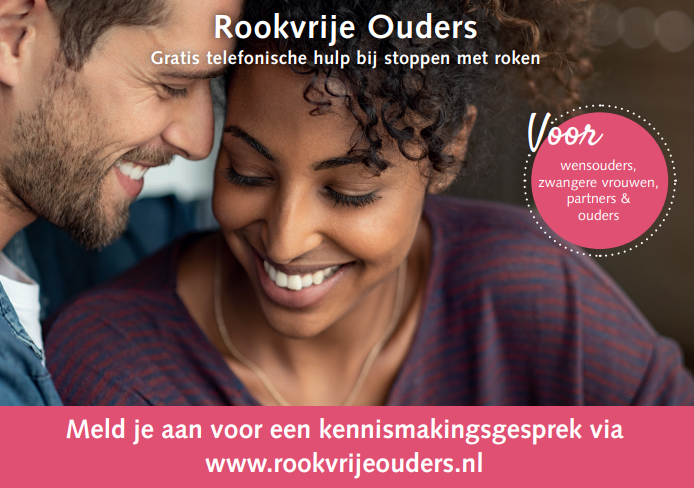 Rookvrije Ouders
Gratis telefonische hulp bij stoppen met roken
Voor
wensouders,
zwangere vrouwen,
partners &
ouders
Meld je aan voor een kennismakingsgesprek via
www.rookvrijeouders.nl